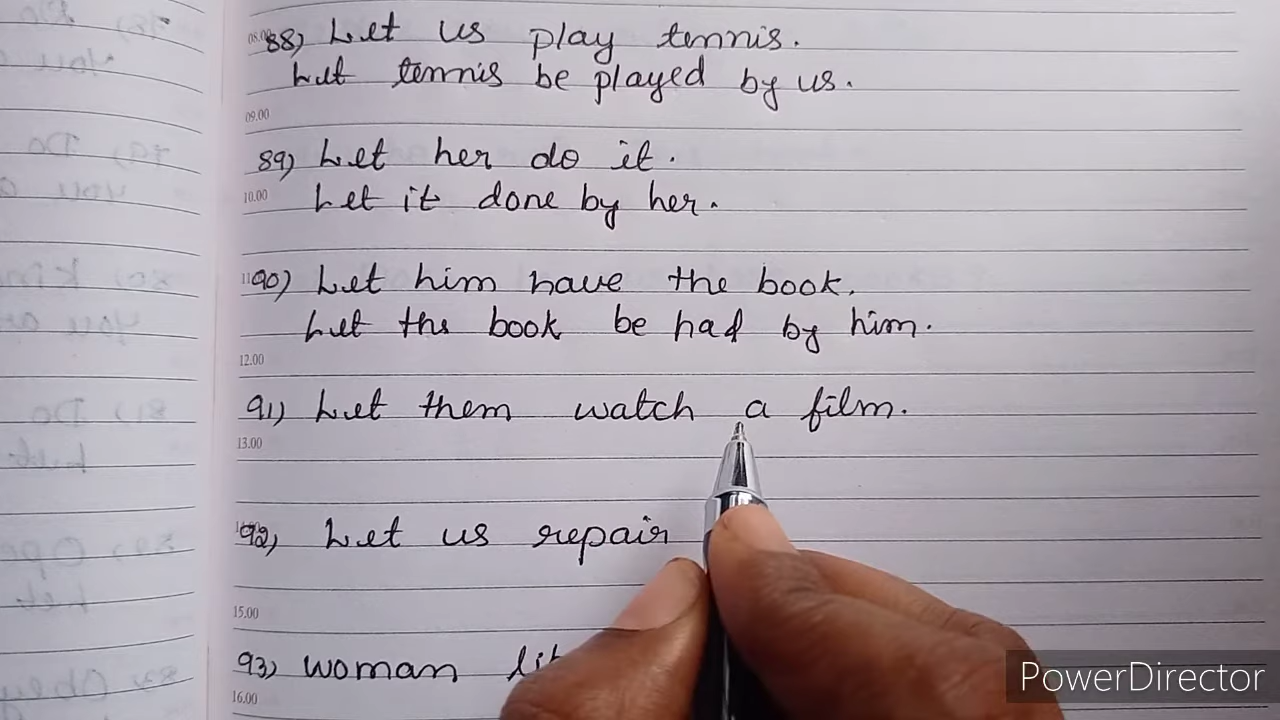 08.00
88) Let us play tennis.
Let tennis be played by us.
09.00
89) Let her do it.
10.00 Let it done by her.
90) Let him have the book.
Let the book be had by him.
12.00
91) Let them watch a film.
13.00
92) Let us repair
15.00
93) woman
16.00
PowerDirector